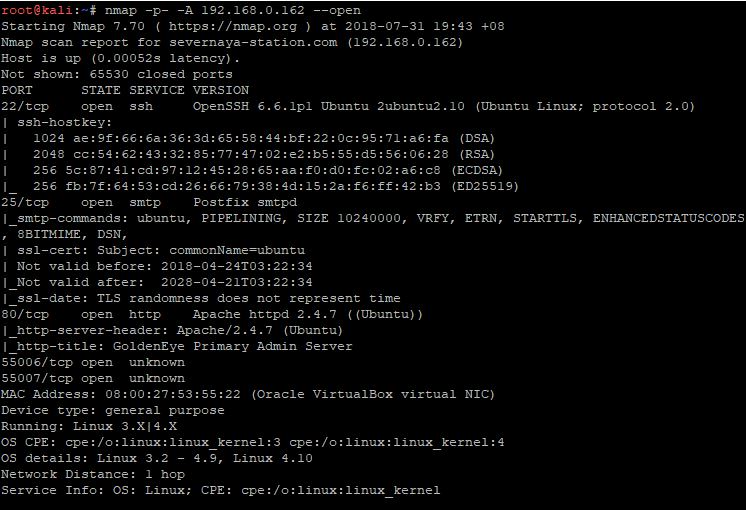 root@kali:~# nmap -p- -A 192.168.0.162 --open
Starting Nmap 7.70 ( https://nmap.org ) at 2018-07-31 19:43 +08
Nmap scan report for severnaya-station.com (192.168.0.162)
Host is up (0.00052s latency).
Not shown: 65530 closed ports
PORT      STATE SERVICE VERSION
22/tcp    open  ssh     OpenSSH 6.6.1p1 Ubuntu 2ubuntu2.10 (Ubuntu Linux; protocol 2.0)
| ssh-hostkey:
|   1024 ae:9f:66:6a:36:3d:65:58:44:bf:22:0c:95:71:a6:fa (DSA)
|   2048 cc:54:62:43:32:85:77:47:02:e2:b5:55:d5:56:06:28 (RSA)
|   256 5c:87:41:cd:97:12:45:28:65:aa:f0:d0:fc:02:a6:c8 (ECDSA)
|_  256 fb:7f:64:53:cd:26:66:79:38:4d:15:2a:f6:ff:42:b3 (ED25519)
25/tcp    open  smtp    Postfix smtpd
|_smtp-commands: ubuntu, PIPELINING, SIZE 10240000, VRFY, ETRN, STARTTLS, ENHANCEDSTATUSCODES
, 8BITMIME, DSN,
| ssl-cert: Subject: commonName=ubuntu
| Not valid before: 2018-04-24T03:22:34
|_Not valid after:  2028-04-21T03:22:34
|_ssl-date: TLS randomness does not represent time
80/tcp    open  http    Apache httpd 2.4.7 ((Ubuntu))
|_http-server-header: Apache/2.4.7 (Ubuntu)
|_http-title: GoldenEye Primary Admin Server
55006/tcp open  unknown
55007/tcp open  unknown
MAC Address: 08:00:27:53:55:22 (Oracle VirtualBox virtual NIC)
Device type: general purpose
Running: Linux 3.X|4.X
OS CPE: cpe:/o:linux:linux_kernel:3 cpe:/o:linux:linux_kernel:4
OS details: Linux 3.2 - 4.9, Linux 4.10
Network Distance: 1 hop
Service Info: OS: Linux; CPE: cpe:/o:linux:linux_kernel